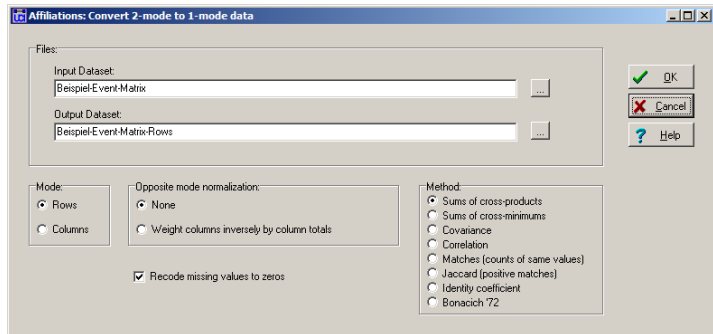 Affiliations: Convert 2-mode to 1-mode data
Files:
Input Dataset:
Beispiel-Event-Matrix
...
Output Dataset:
Beispiel-Event-Matrix-Rows
...
OK
Cancel
Help
Mode:
Rows
Columns
Opposite mode normalization:
None
Weight columns inversely by column totals
Recode missing values to zeros
Method:
Sums of cross-products
Sums of cross-minimums
Covariance
Correlation
Matches (counts of same values)
Jaccard (positive matches)
Identity coefficient
Bonacich '72